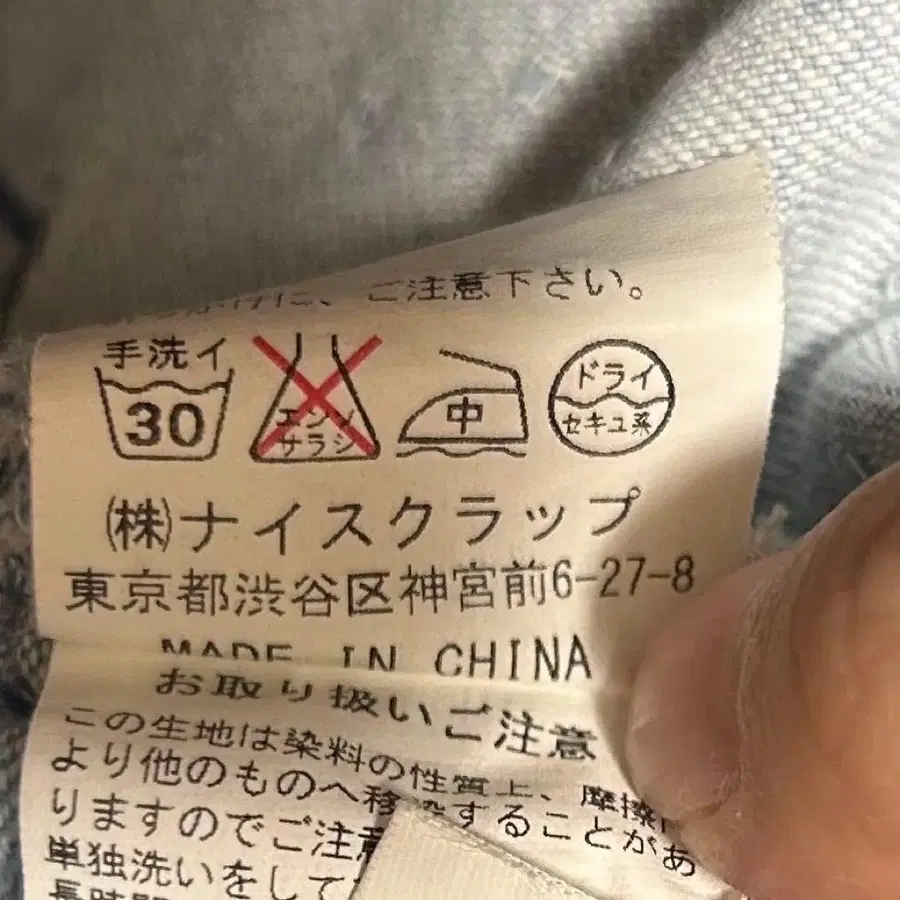 ご注意下さい。
手洗イ
30
エンソ
サラシ
中
ドライ
セキュ系
㈱ナイスクラップ
東京都渋谷区神宮前6-27-8
MADE IN CHINA
お取り扱いご注意
この生地は染料の性質上、摩擦
より他のものへ移染することがあ
りますのでご注意
単独洗いをして
長時間